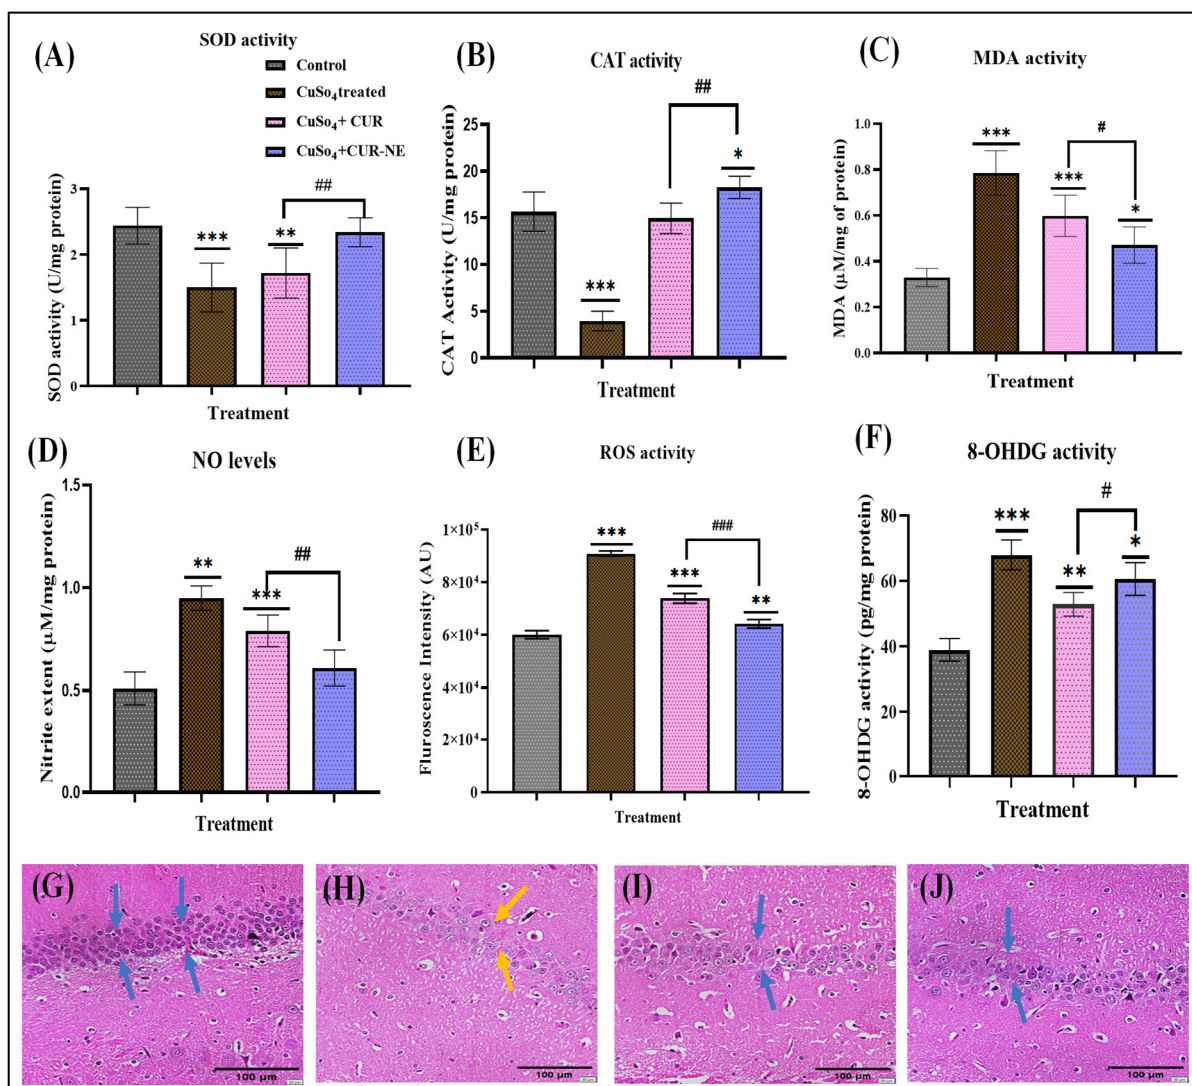 (A)
SOD activity
Control
CuSo4treated
CuSo4+ CUR
CuSo4+CUR-NE
SOD activity (U/mg protein)
3
2
1
0
***
**
##
Treatment
(B)
CAT activity
CAT Activity (U/mg protein)
25
20
15
10
5
0
***
##
*
Treatment
(C)
MDA activity
MDA (μM/mg of protein)
1.0
0.8
0.6
0.4
0.2
0.0
***
***
#
*
Treatment
(D)
NO levels
Nitrite extent (μM/mg protein)
1.5
1.0
0.5
0.0
**
***
##
Treatment
(E)
ROS activity
Fluroscence Intensity (AU)
1×10⁵
8×10⁴
6×10⁴
4×10⁴
2×10⁴
0
***
***
###
**
Treatment
(F)
8-OHDG activity
8-OHDG activity (pg/mg protein)
80
60
40
20
0
***
**
#
*
Treatment
(G)
100 μm
(H)
100 μm
(I)
100 μm
(J)
100 μm